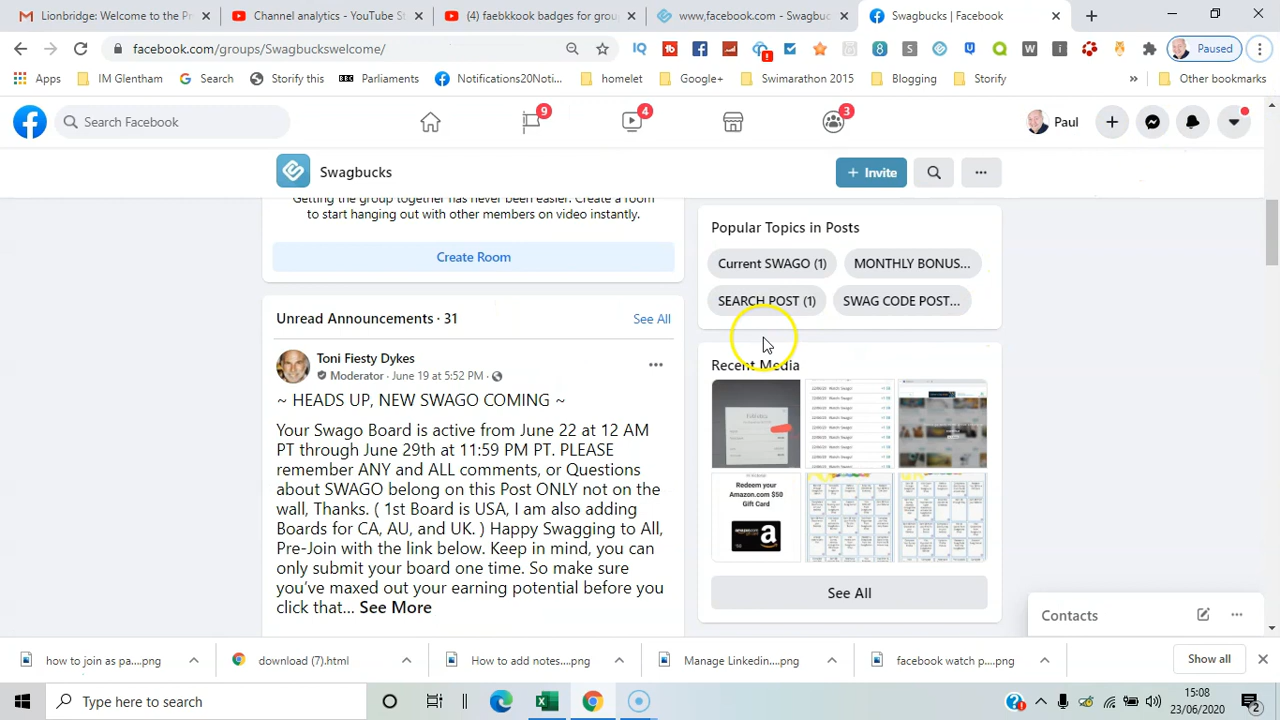 Lionbridge: Welcome to the Pr
Channel analytics - YouTube St
(4) faebkkook badges for group
www,facebook.com - Swagbu
Swagbucks | Facebook
facebook.com/groups/Swagbuckswelcome/
Paused
Apps
IM Glentham
Search
Storify this
Parliaments
Notifications20Noti...
homelet
Google+
Swimarathon 2015
Blogging
Storify
Other bookmarks
Search Facebook
9
4
3
Paul
Swagbucks
+ Invite
Getting the group together has never been easier. Create a room
to start hanging out with other members on video instantly.
Create Room
Unread Announcements · 31
See All
Toni Fiesty Dykes
Moderator · June 19 at 5:52 PM ·
~ HEADS UP, NEW SWAGO COMING ~
Your Swago Board is active from June 22 at 12 AM
PT through June 29th at 11:59 PM PT PLEASE
remember ANY and ALL comments, or Questions
about SWAGO belong on this Post ONLY not on the
wall, Thanks. ( 1st Board is USA, I am also adding
Boards for CA, AU, and UK. ) Happy Swagging to All,
Pre-Join with the link below. Keep in mind, you can
only submit your board one time. So make sure
you've maxed out your earning potential before you
click that... See More
Popular Topics in Posts
Current SWAGO (1)
MONTHLY BONUS...
SEARCH POST (1)
SWAG CODE POST...
Recent Media
Redeem your
Amazon.com $50
Gift Card
See All
Contacts
how to join as pa....png
download (7).html
How to add notes....png
Manage Linkedin....png
facebook watch p....png
Show all
Type here to search
15:08
23/06/2020
2